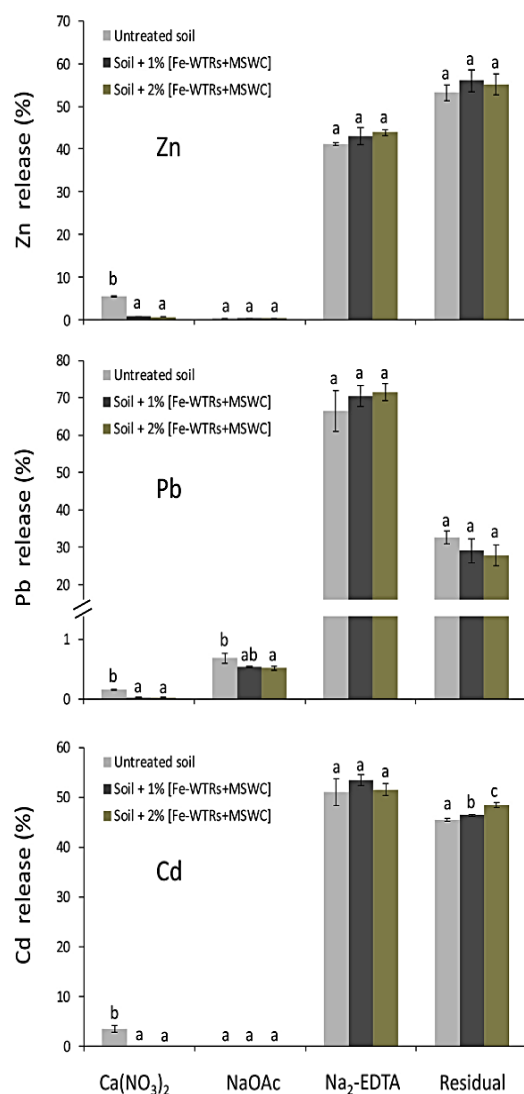 70
60
50
40
30
20
10
0
Zn release (%)
Untreated soil
Soil + 1% [Fe-WTRs+MSWC]
Soil + 2% [Fe-WTRs+MSWC]
Zn
b a a
a a a
a a a
a a a
80
70
60
50
40
30
20
1
0
Pb release (%)
Untreated soil
Soil + 1% [Fe-WTRs+MSWC]
Soil + 2% [Fe-WTRs+MSWC]
Pb
b a a
b ab a
a a a
a a a
60
50
40
30
20
10
0
Cd release (%)
Untreated soil
Soil + 1% [Fe-WTRs+MSWC]
Soil + 2% [Fe-WTRs+MSWC]
Cd
b a a
a a a
a a a
a b c
Ca(NO₃)₂ NaOAc Na₂-EDTA Residual